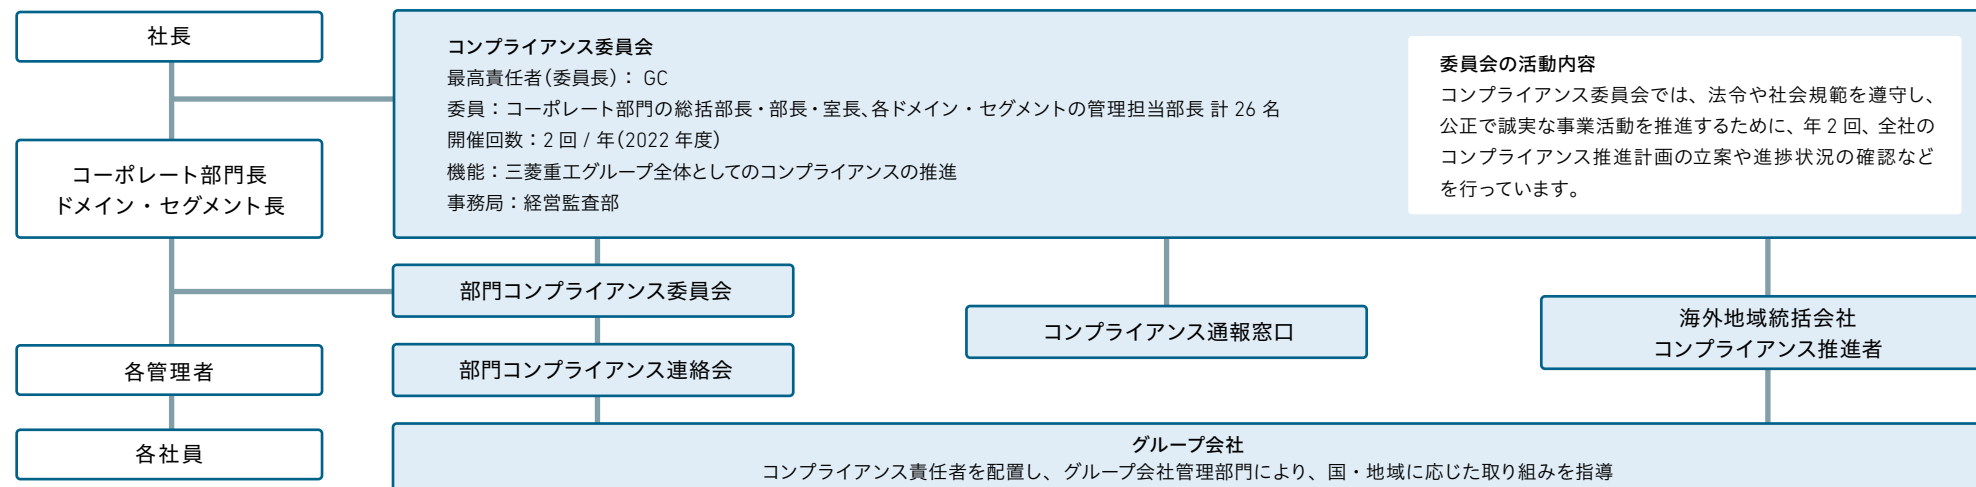 社長
コンプライアンス委員会
最高責任者(委員長)： GC
委員：コーポレート部門の総括部長・部長・室長、各ドメイン・セグメントの管理担当部長 計 26 名
開催回数：2 回 / 年(2022 年度)
機能：三菱重工グループ全体としてのコンプライアンスの推進
事務局：経営監査部
委員会の活動内容
コンプライアンス委員会では、法令や社会規範を遵守し、
公正で誠実な事業活動を推進するために、年 2 回、全社の
コンプライアンス推進計画の立案や進捗状況の確認など
を行っています。
コーポレート部門長
ドメイン・セグメント長
部門コンプライアンス委員会
コンプライアンス通報窓口
海外地域統括会社
コンプライアンス推進者
各管理者
部門コンプライアンス連絡会
各社員
グループ会社
コンプライアンス責任者を配置し、グループ会社管理部門により、国・地域に応じた取り組みを指導